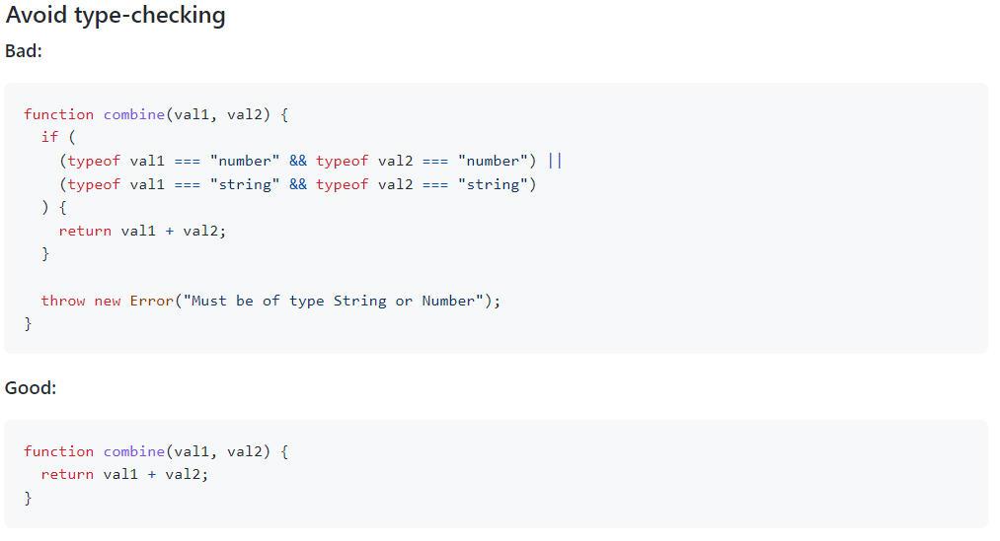 Avoid type-checking
Bad:
function combine(val1, val2) {
  if (
    (typeof val1 === "number" && typeof val2 === "number") ||
    (typeof val1 === "string" && typeof val2 === "string")
  ) {
    return val1 + val2;
  }
  throw new Error("Must be of type String or Number");
}
Good:
function combine(val1, val2) {
  return val1 + val2;
}